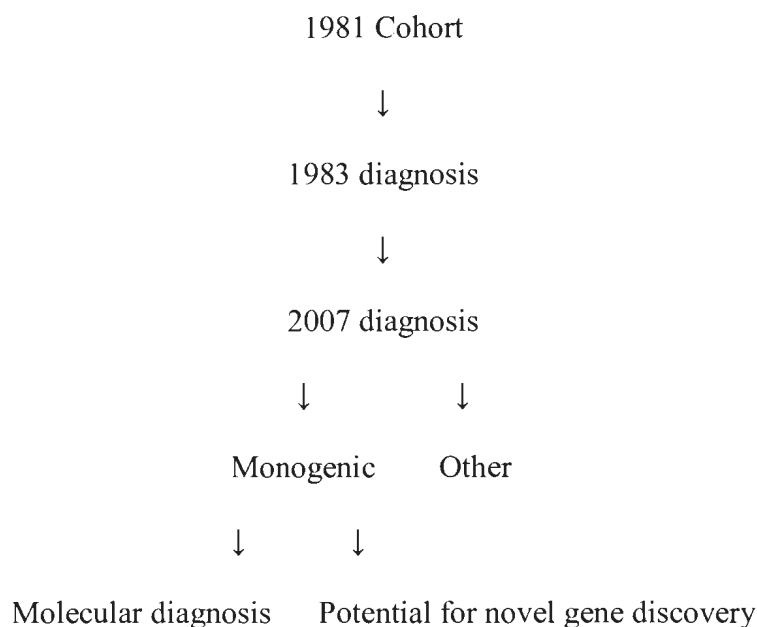 1981 Cohort
↓
1983 diagnosis
↓
2007 diagnosis
↓ ↓
Monogenic Other
↓ ↓
Molecular diagnosis Potential for novel gene discovery